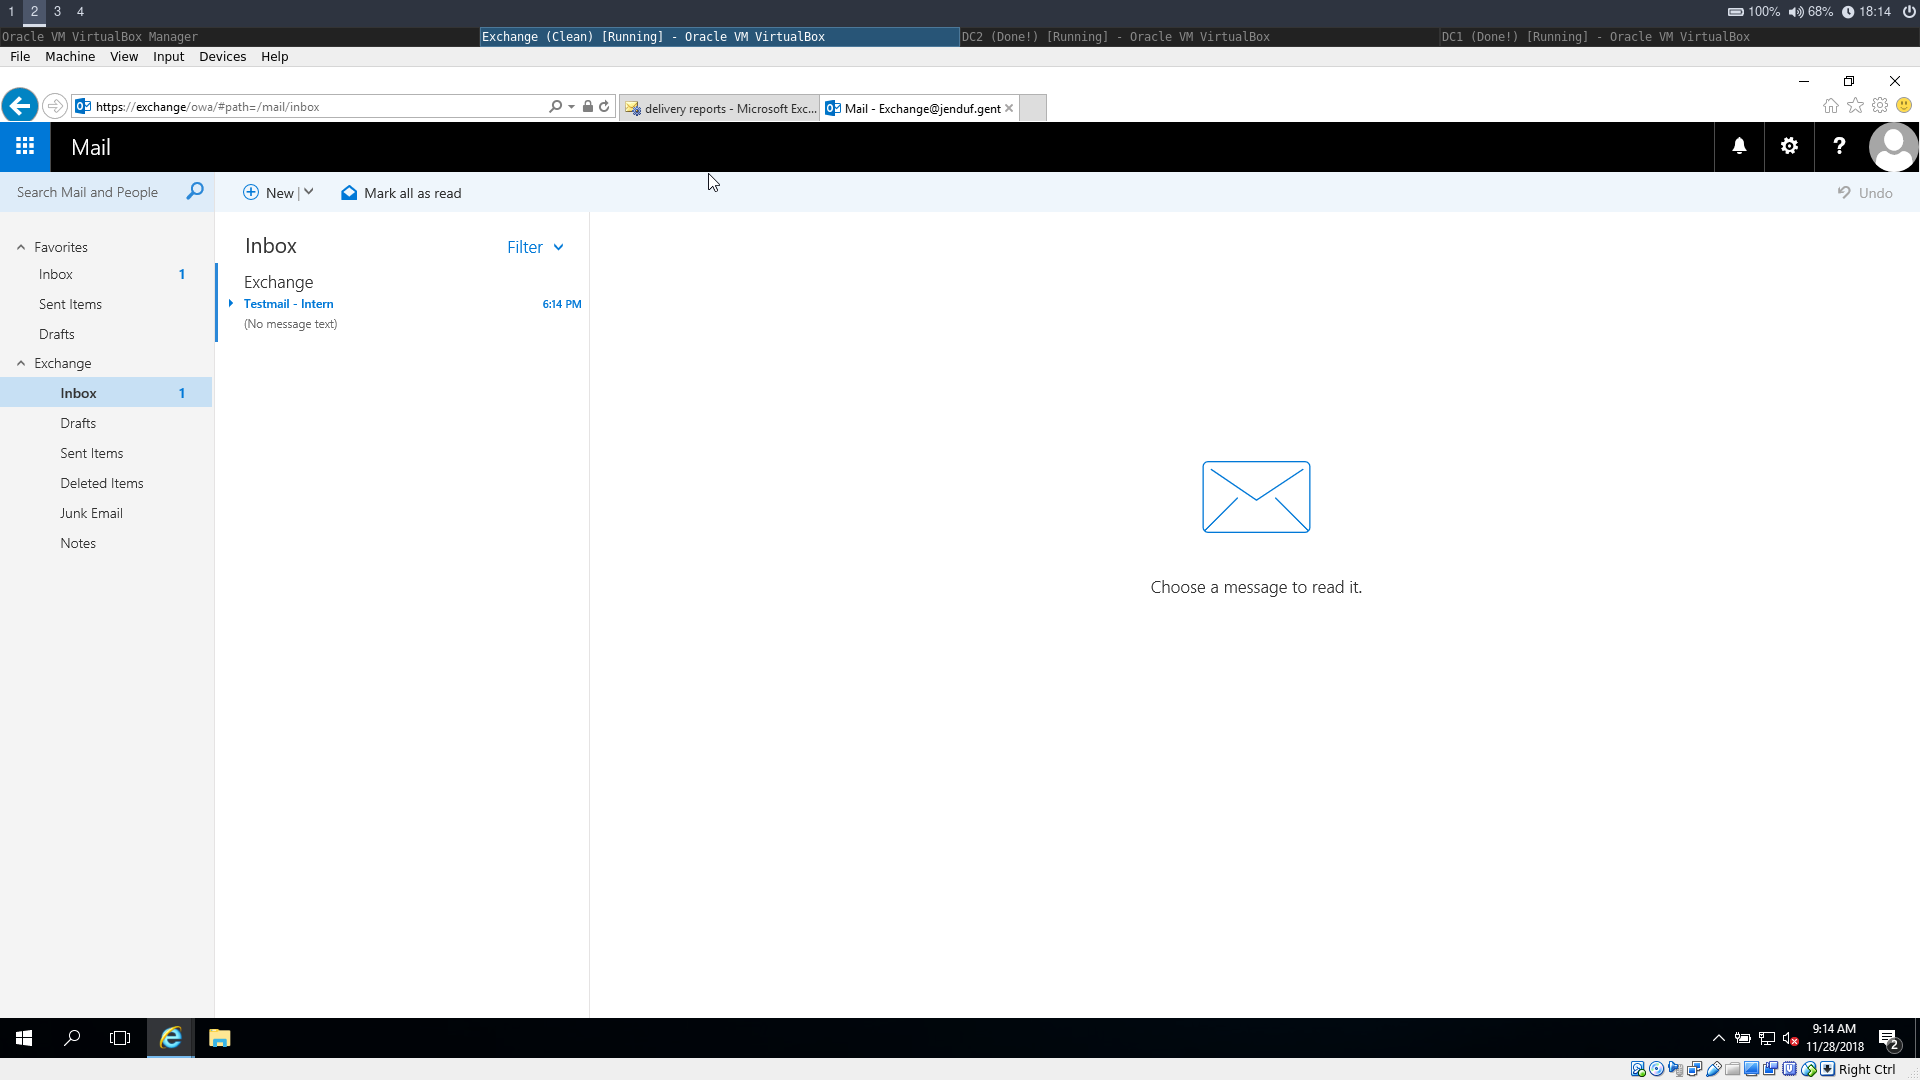 1 2 3 4 100% 68% 18:14
Oracle VM VirtualBox Manager
Exchange (Clean) [Running] - Oracle VM VirtualBox
DC2 (Done!) [Running] - Oracle VM VirtualBox
DC1 (Done!) [Running] - Oracle VM VirtualBox
File Machine View Input Devices Help
https://exchange/owa/#path=/mail/inbox
delivery reports - Microsoft Exc...
Mail - Exchange@jenduf.gent
Mail
?
Search Mail and People
New
Mark all as read
Undo
Favorites
Inbox 1
Sent Items
Drafts
Exchange
Inbox 1
Drafts
Sent Items
Deleted Items
Junk Email
Notes
Inbox
Filter
Exchange
Testmail - Intern 6:14 PM
(No message text)
Choose a message to read it.
9:14 AM
11/28/2018
2
Right Ctrl